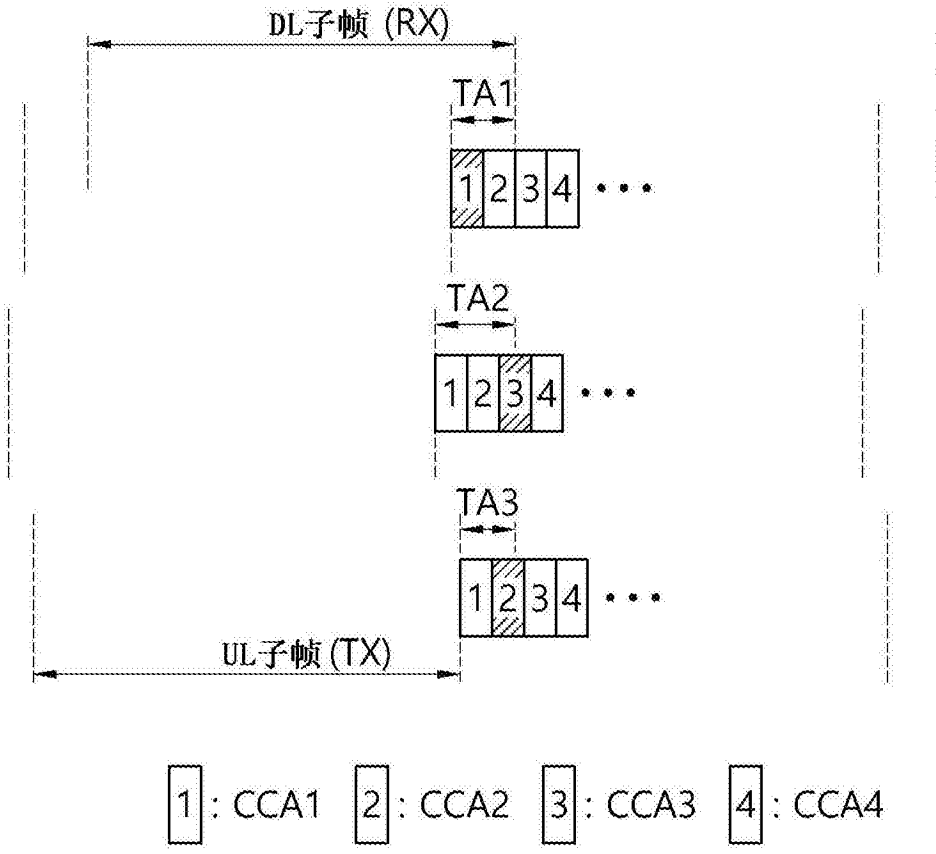 DL子帧 (RX)
TA1
1 2 3 4 •••
TA2
1 2 3 4 •••
TA3
1 2 3 4 •••
UL子帧 (TX)
1 : CCA1 2 : CCA2 3 : CCA3 4 : CCA4